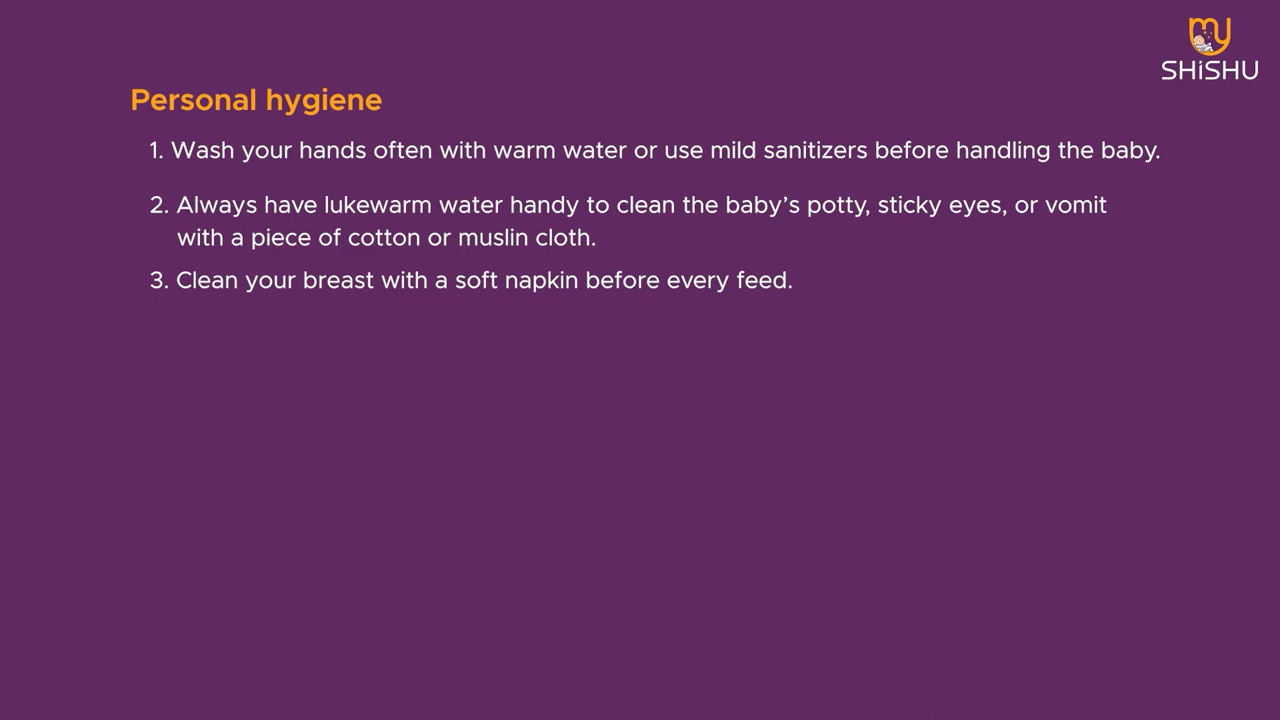 my
SHiSHU
Personal hygiene
1. Wash your hands often with warm water or use mild sanitizers before handling the baby.
2. Always have lukewarm water handy to clean the baby’s potty, sticky eyes, or vomit
with a piece of cotton or muslin cloth.
3. Clean your breast with a soft napkin before every feed.